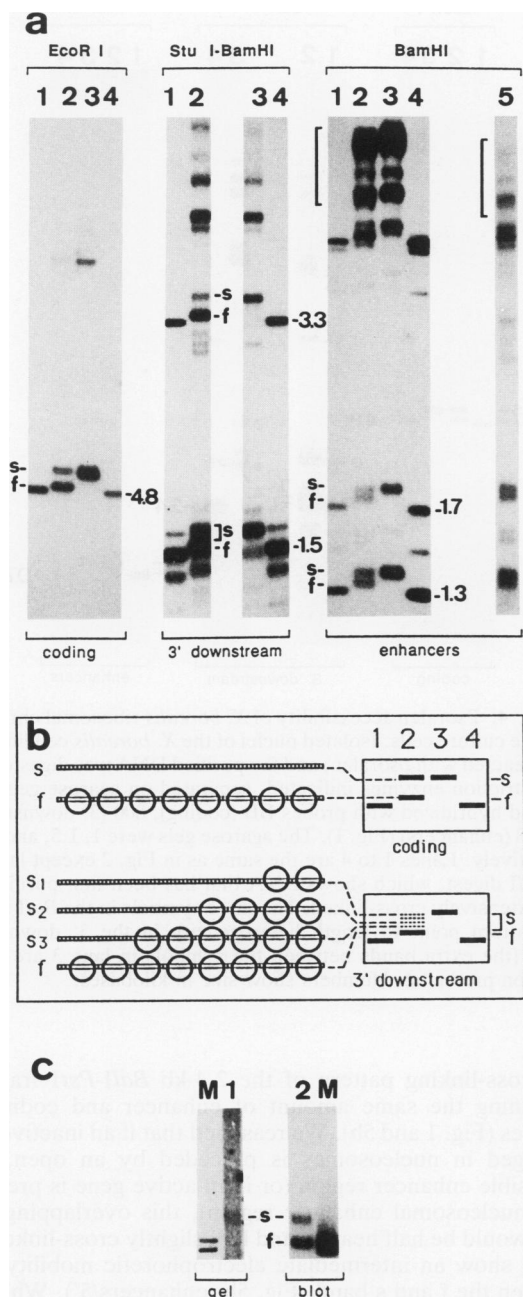 a
EcoR I Stu I-BamHI BamHI
1 2 3 4 1 2 3 4 1 2 3 4 5
s-
f-
-4.8
-s
-f
-3.3
s
-f
-1.5
s-
f-
-1.7
s-
f-
-1.3
coding 3' downstream enhancers
b
1 2 3 4
s
f
-s
-f
coding
S1
S2
S3
f
s
-f
3' downstream
c
M 1 2 M
-s-
-f-
gel blot